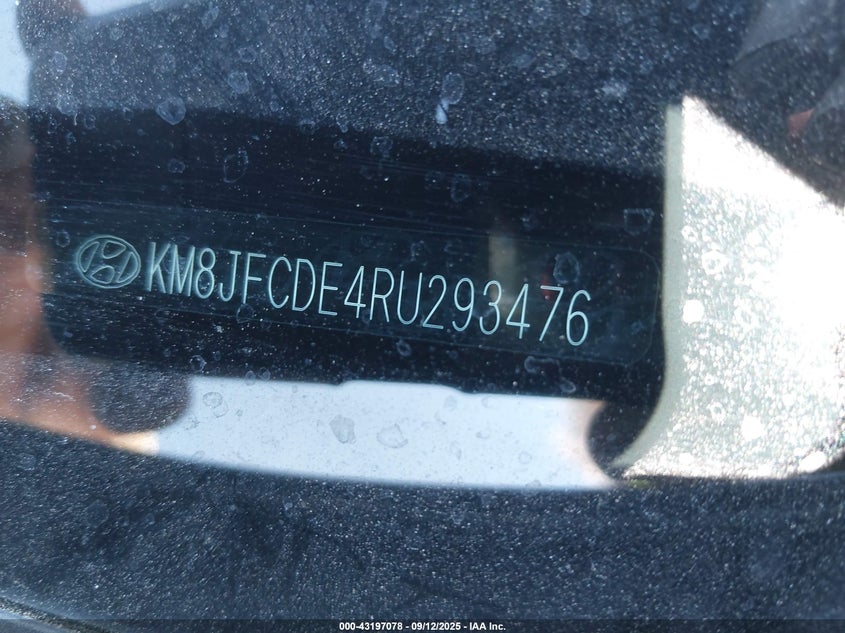 KM8JFCDE4RU293476
000-43197078 - 09/12/2025 - IAA Inc.